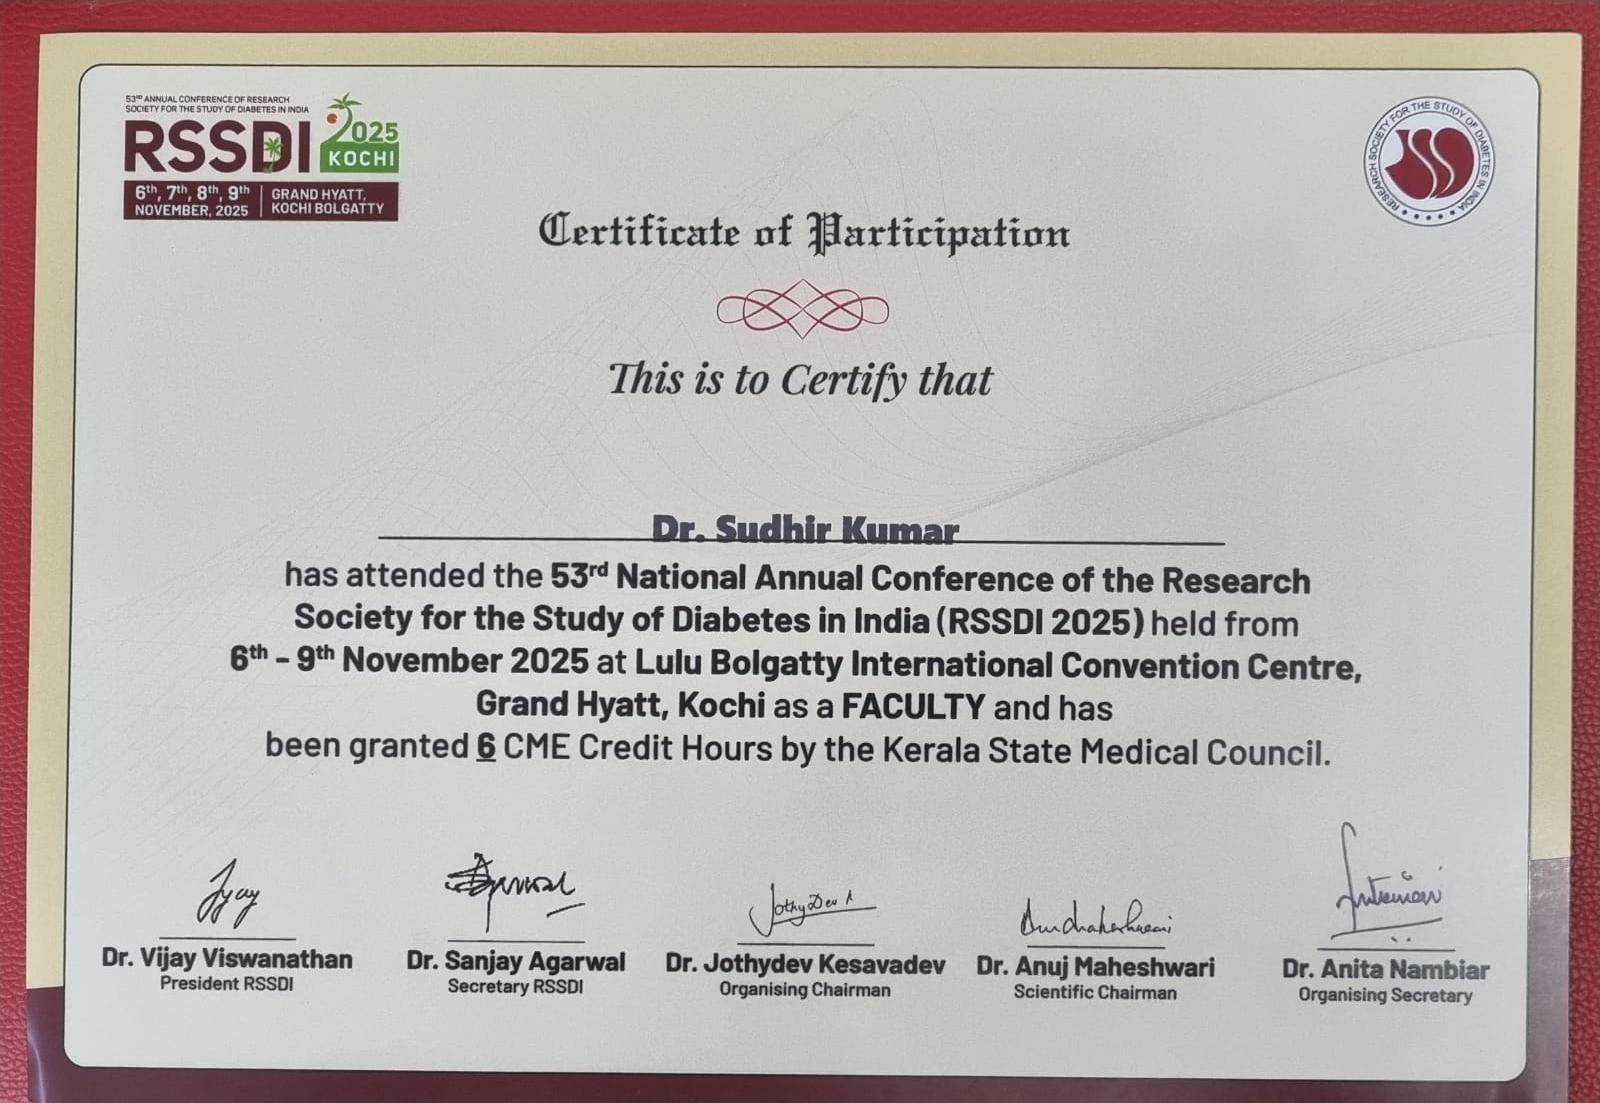 53rd ANNUAL CONFERENCE OF RESEARCH
SOCIETY FOR THE STUDY OF DIABETES IN INDIA
RSSDI 2025
KOCHI
6th, 7th, 8th, 9th
NOVEMBER, 2025
GRAND HYATT,
KOCHI BOLGATTY
RESEARCH SOCIETY FOR THE STUDY OF DIABETES IN INDIA
Certificate of Participation
This is to Certify that
Dr. Sudhir Kumar
has attended the 53rd National Annual Conference of the Research
Society for the Study of Diabetes in India (RSSDI 2025) held from
6th - 9th November 2025 at Lulu Bolgatty International Convention Centre,
Grand Hyatt, Kochi as a FACULTY and has
been granted 6 CME Credit Hours by the Kerala State Medical Council.
Dr. Vijay Viswanathan
President RSSDI
Dr. Sanjay Agarwal
Secretary RSSDI
Dr. Jothydev Kesavadev
Organising Chairman
Dr. Anuj Maheshwari
Scientific Chairman
Dr. Anita Nambiar
Organising Secretary